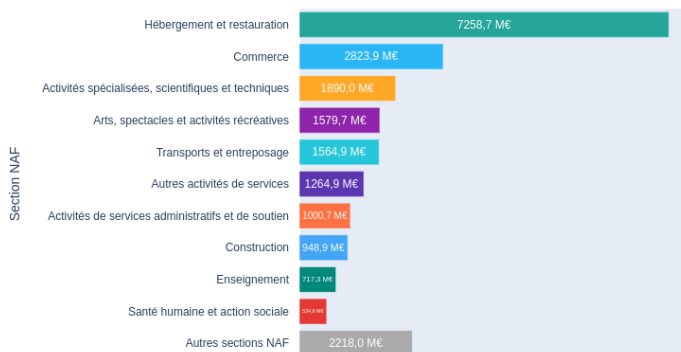 Section NAF
Hébergement et restauration 7258,7 M€
Commerce 2823,9 M€
Activités spécialisées, scientifiques et techniques 1890,0 M€
Arts, spectacles et activités récréatives 1579,7 M€
Transports et entreposage 1564,9 M€
Autres activités de services 1264,9 M€
Activités de services administratifs et de soutien 1000,7 M€
Construction 948,9 M€
Enseignement 717,3 M€
Santé humaine et action sociale M€
Autres sections NAF 2218,0 M€